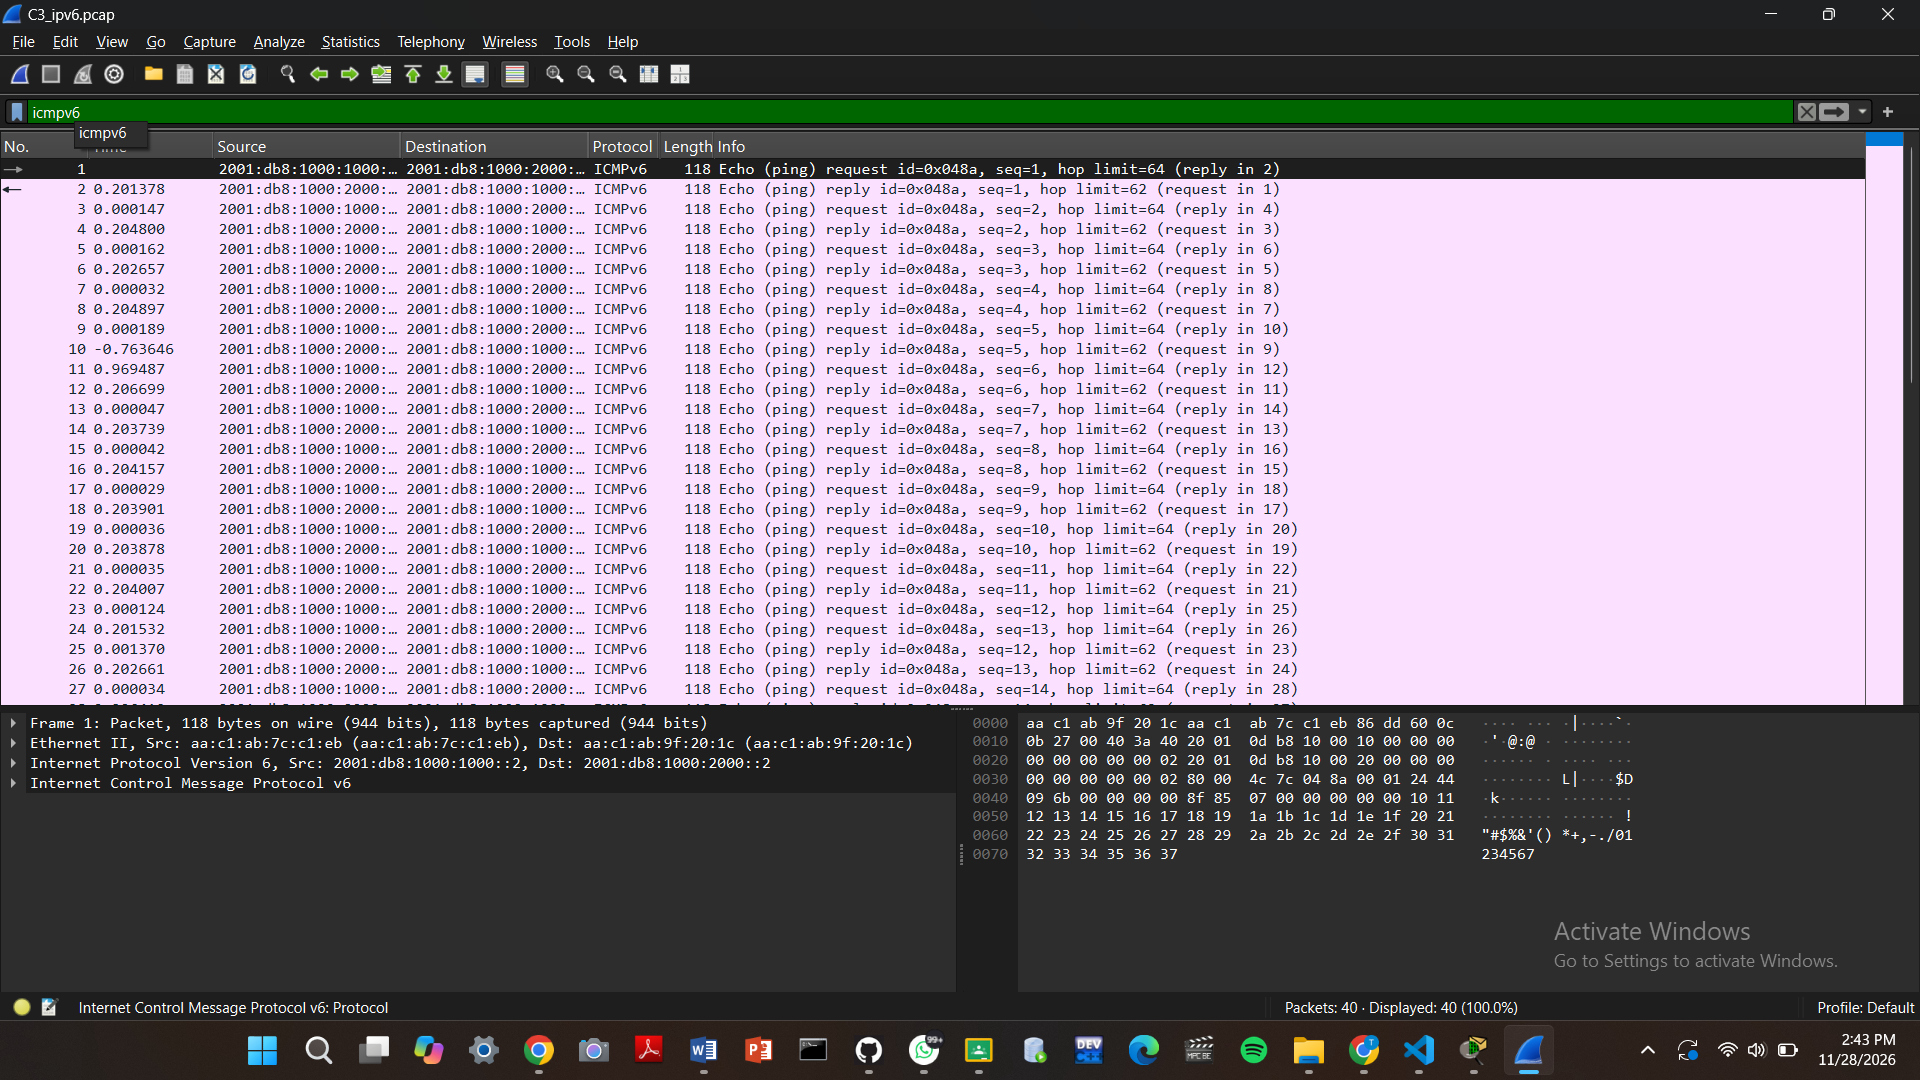 C3_ipv6.pcap
File Edit View Go Capture Analyze Statistics Telephony Wireless Tools Help
icmpv6
icmpv6
No. Source Destination Protocol Length Info
1 2001:db8:1000:1000:… 2001:db8:1000:2000:… ICMPv6 118 Echo (ping) request id=0x048a, seq=1, hop limit=64 (reply in 2)
2 0.201378 2001:db8:1000:2000:… 2001:db8:1000:1000:… ICMPv6 118 Echo (ping) reply id=0x048a, seq=1, hop limit=62 (request in 1)
3 0.000147 2001:db8:1000:1000:… 2001:db8:1000:2000:… ICMPv6 118 Echo (ping) request id=0x048a, seq=2, hop limit=64 (reply in 4)
4 0.204800 2001:db8:1000:2000:… 2001:db8:1000:1000:… ICMPv6 118 Echo (ping) reply id=0x048a, seq=2, hop limit=62 (request in 3)
5 0.000162 2001:db8:1000:1000:… 2001:db8:1000:2000:… ICMPv6 118 Echo (ping) request id=0x048a, seq=3, hop limit=64 (reply in 6)
6 0.202657 2001:db8:1000:2000:… 2001:db8:1000:1000:… ICMPv6 118 Echo (ping) reply id=0x048a, seq=3, hop limit=62 (request in 5)
7 0.000032 2001:db8:1000:1000:… 2001:db8:1000:2000:… ICMPv6 118 Echo (ping) request id=0x048a, seq=4, hop limit=64 (reply in 8)
8 0.204897 2001:db8:1000:2000:… 2001:db8:1000:1000:… ICMPv6 118 Echo (ping) reply id=0x048a, seq=4, hop limit=62 (request in 7)
9 0.000189 2001:db8:1000:1000:… 2001:db8:1000:2000:… ICMPv6 118 Echo (ping) request id=0x048a, seq=5, hop limit=64 (reply in 10)
10 -0.763646 2001:db8:1000:2000:… 2001:db8:1000:1000:… ICMPv6 118 Echo (ping) reply id=0x048a, seq=5, hop limit=62 (request in 9)
11 0.969487 2001:db8:1000:1000:… 2001:db8:1000:2000:… ICMPv6 118 Echo (ping) request id=0x048a, seq=6, hop limit=64 (reply in 12)
12 0.206699 2001:db8:1000:2000:… 2001:db8:1000:1000:… ICMPv6 118 Echo (ping) reply id=0x048a, seq=6, hop limit=62 (request in 11)
13 0.000047 2001:db8:1000:1000:… 2001:db8:1000:2000:… ICMPv6 118 Echo (ping) request id=0x048a, seq=7, hop limit=64 (reply in 14)
14 0.203739 2001:db8:1000:2000:… 2001:db8:1000:1000:… ICMPv6 118 Echo (ping) reply id=0x048a, seq=7, hop limit=62 (request in 13)
15 0.000042 2001:db8:1000:1000:… 2001:db8:1000:2000:… ICMPv6 118 Echo (ping) request id=0x048a, seq=8, hop limit=64 (reply in 16)
16 0.204157 2001:db8:1000:2000:… 2001:db8:1000:1000:… ICMPv6 118 Echo (ping) reply id=0x048a, seq=8, hop limit=62 (request in 15)
17 0.000029 2001:db8:1000:1000:… 2001:db8:1000:2000:… ICMPv6 118 Echo (ping) request id=0x048a, seq=9, hop limit=64 (reply in 18)
18 0.203901 2001:db8:1000:2000:… 2001:db8:1000:1000:… ICMPv6 118 Echo (ping) reply id=0x048a, seq=9, hop limit=62 (request in 17)
19 0.000036 2001:db8:1000:1000:… 2001:db8:1000:2000:… ICMPv6 118 Echo (ping) request id=0x048a, seq=10, hop limit=64 (reply in 20)
20 0.203878 2001:db8:1000:2000:… 2001:db8:1000:1000:… ICMPv6 118 Echo (ping) reply id=0x048a, seq=10, hop limit=62 (request in 19)
21 0.000035 2001:db8:1000:1000:… 2001:db8:1000:2000:… ICMPv6 118 Echo (ping) request id=0x048a, seq=11, hop limit=64 (reply in 22)
22 0.204007 2001:db8:1000:2000:… 2001:db8:1000:1000:… ICMPv6 118 Echo (ping) reply id=0x048a, seq=11, hop limit=62 (request in 21)
23 0.000124 2001:db8:1000:1000:… 2001:db8:1000:2000:… ICMPv6 118 Echo (ping) request id=0x048a, seq=12, hop limit=64 (reply in 25)
24 0.201532 2001:db8:1000:1000:… 2001:db8:1000:2000:… ICMPv6 118 Echo (ping) request id=0x048a, seq=13, hop limit=64 (reply in 26)
25 0.001370 2001:db8:1000:2000:… 2001:db8:1000:1000:… ICMPv6 118 Echo (ping) reply id=0x048a, seq=12, hop limit=62 (request in 23)
26 0.202661 2001:db8:1000:2000:… 2001:db8:1000:1000:… ICMPv6 118 Echo (ping) reply id=0x048a, seq=13, hop limit=62 (request in 24)
27 0.000034 2001:db8:1000:1000:… 2001:db8:1000:2000:… ICMPv6 118 Echo (ping) request id=0x048a, seq=14, hop limit=64 (reply in 28)
Frame 1: Packet, 118 bytes on wire (944 bits), 118 bytes captured (944 bits)
Ethernet II, Src: aa:c1:ab:7c:c1:eb (aa:c1:ab:7c:c1:eb), Dst: aa:c1:ab:9f:20:1c (aa:c1:ab:9f:20:1c)
Internet Protocol Version 6, Src: 2001:db8:1000:1000::2, Dst: 2001:db8:1000:2000::2
Internet Control Message Protocol v6
0000 aa c1 ab 9f 20 1c aa c1 ab 7c c1 eb 86 dd 60 0c ···· ··· ·|····`·
0010 0b 27 00 40 3a 40 20 01 0d b8 10 00 10 00 00 00 ·'·@:@ · ········
0020 00 00 00 00 00 02 20 01 0d b8 10 00 20 00 00 00 ······ · ···· ···
0030 00 00 00 00 00 02 80 00 4c 7c 04 8a 00 01 24 44 ········ L|····$D
0040 09 6b 00 00 00 00 8f 85 07 00 00 00 00 00 10 11 ·k······ ········
0050 12 13 14 15 16 17 18 19 1a 1b 1c 1d 1e 1f 20 21 ········ ······ !
0060 22 23 24 25 26 27 28 29 2a 2b 2c 2d 2e 2f 30 31 "#$%&'() *+,-./01
0070 32 33 34 35 36 37 234567
Activate Windows
Go to Settings to activate Windows.
Internet Control Message Protocol v6: Protocol
Packets: 40 · Displayed: 40 (100.0%)
Profile: Default
99+
DEV
2:43 PM
11/28/2026